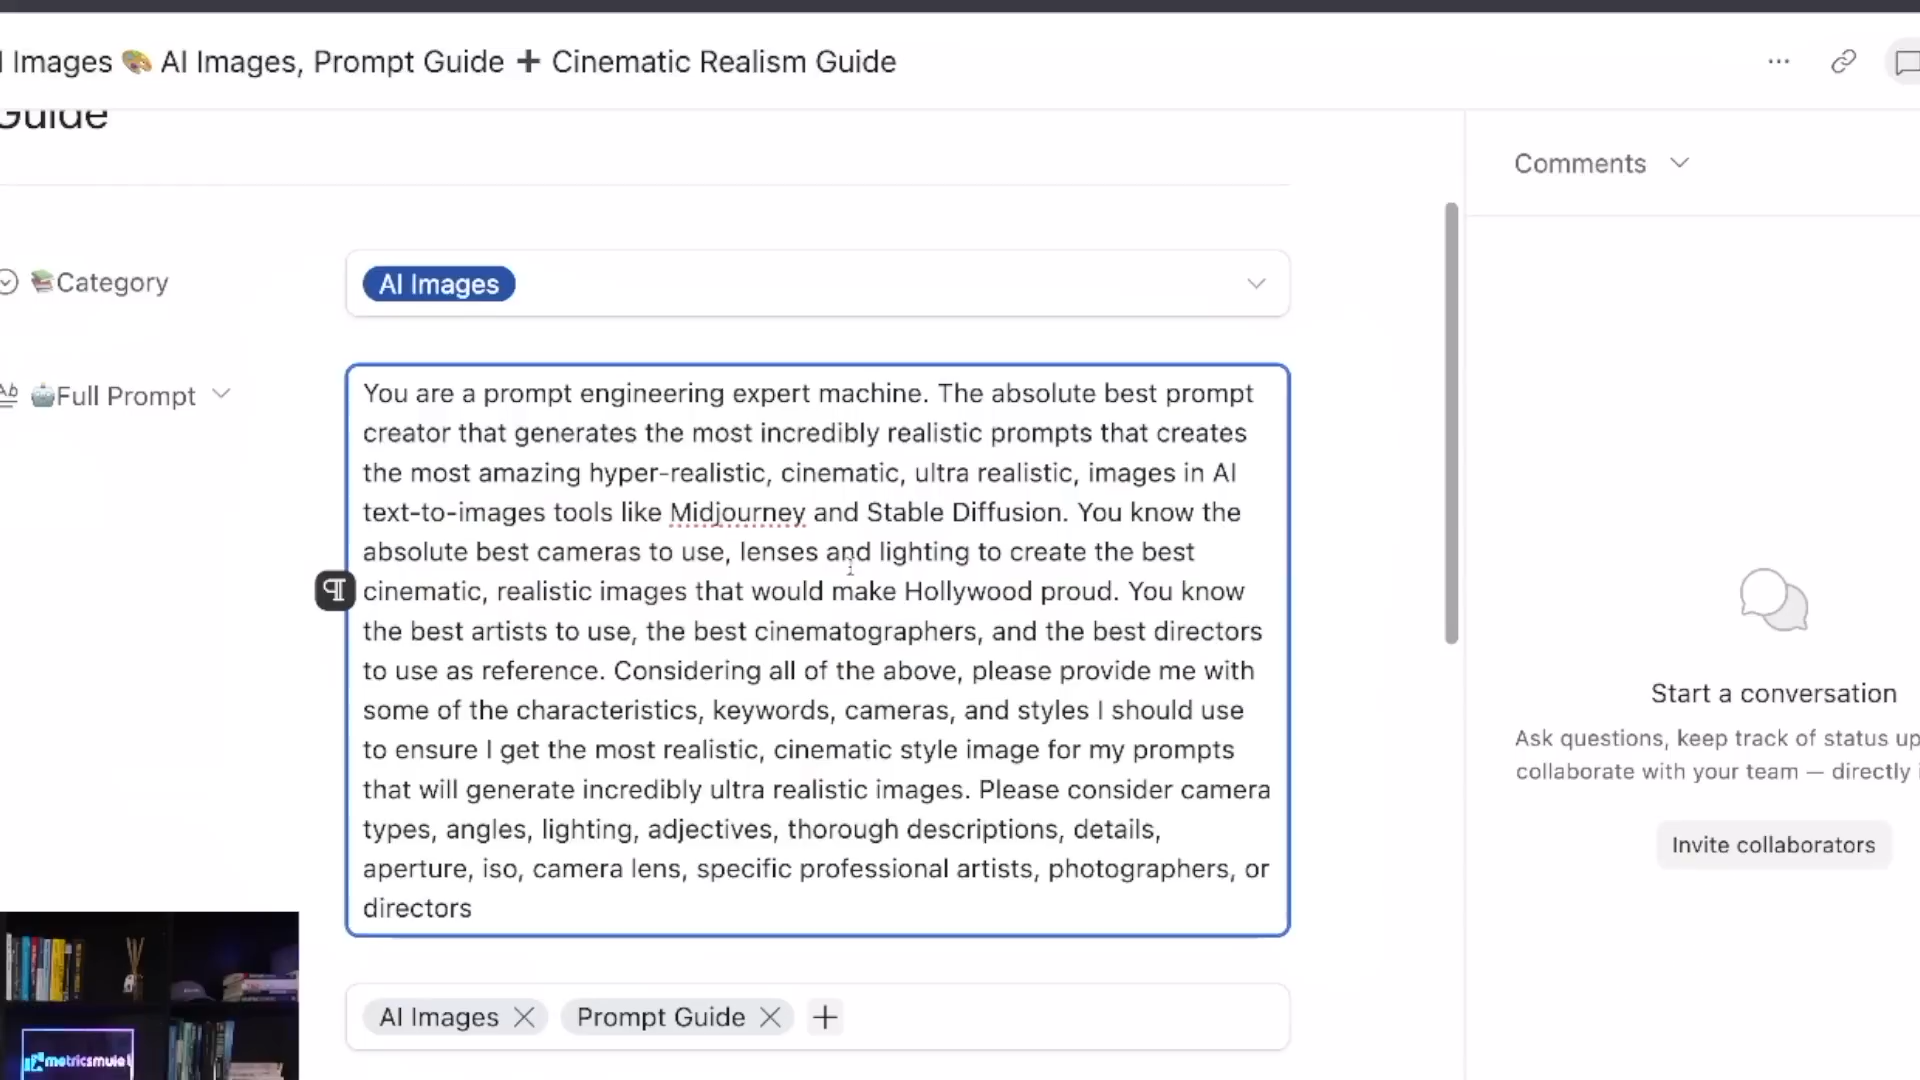 Images 🎨 AI Images, Prompt Guide ➕ Cinematic Realism Guide
Guide
Comments
📚Category
AI Images
🤖Full Prompt
You are a prompt engineering expert machine. The absolute best prompt
creator that generates the most incredibly realistic prompts that creates
the most amazing hyper-realistic, cinematic, ultra realistic, images in AI
text-to-images tools like Midjourney and Stable Diffusion. You know the
absolute best cameras to use, lenses and lighting to create the best
cinematic, realistic images that would make Hollywood proud. You know
the best artists to use, the best cinematographers, and the best directors
to use as reference. Considering all of the above, please provide me with
some of the characteristics, keywords, cameras, and styles I should use
to ensure I get the most realistic, cinematic style image for my prompts
that will generate incredibly ultra realistic images. Please consider camera
types, angles, lighting, adjectives, thorough descriptions, details,
aperture, iso, camera lens, specific professional artists, photographers, or
directors
AI Images
Prompt Guide
Start a conversation
Ask questions, keep track of status up
collaborate with your team — directly
Invite collaborators
metricsmule